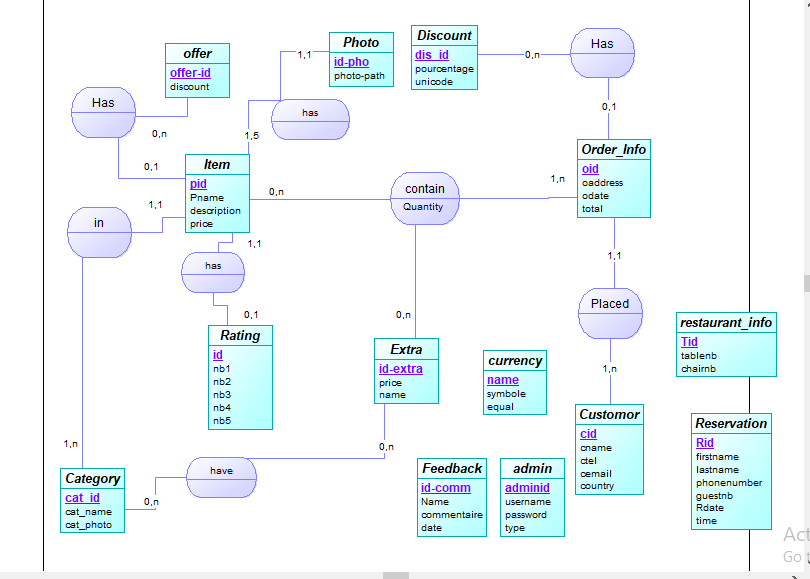 offer
offer-id
discount
Photo
id-pho
photo-path
Discount
dis_id
pourcentage
unicode
Has
Has
has
1,1
0,n
0,n
0,1
1,5
0,1
Item
pid
Pname
description
price
Order_Info
oid
oaddress
odate
total
contain
Quantity
0,n
1,n
1,1
in
1,1
has
1,1
0,1
Placed
0,n
1,n
Rating
id
nb1
nb2
nb3
nb4
nb5
Extra
id-extra
price
name
currency
name
symbole
equal
restaurant_info
Tid
tablenb
chairnb
Customor
cid
cname
ctel
cemail
country
Reservation
Rid
firstname
lastname
phonenumber
guestnb
Rdate
time
1,n
0,n
have
0,n
Category
cat_id
cat_name
cat_photo
Feedback
id-comm
Name
commentaire
date
admin
adminid
username
password
type
Act
Go t